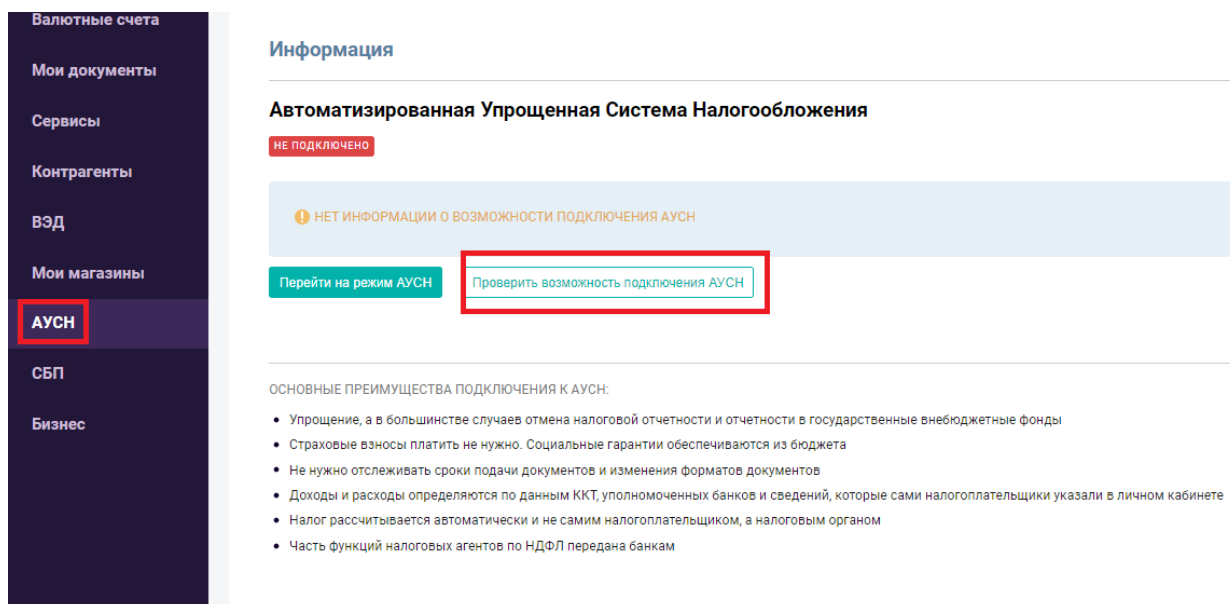 Валютные счета
Мои документы
Сервисы
Контрагенты
ВЭД
Мои магазины
АУСН
СБП
Бизнес
Информация
Автоматизированная Упрощенная Система Налогообложения
НЕ ПОДКЛЮЧЕНО
НЕТ ИНФОРМАЦИИ О ВОЗМОЖНОСТИ ПОДКЛЮЧЕНИЯ АУСН
Перейти на режим АУСН
Проверить возможность подключения АУСН
ОСНОВНЫЕ ПРЕИМУЩЕСТВА ПОДКЛЮЧЕНИЯ К АУСН:
• Упрощение, а в большинстве случаев отмена налоговой отчетности и отчетности в государственные внебюджетные фонды
• Страховые взносы платить не нужно. Социальные гарантии обеспечиваются из бюджета
• Не нужно отслеживать сроки подачи документов и изменения форматов документов
• Доходы и расходы определяются по данным ККТ, уполномоченных банков и сведений, которые сами налогоплательщики указали в личном кабинете
• Налог рассчитывается автоматически и не самим налогоплательщиком, а налоговым органом
• Часть функций налоговых агентов по НДФЛ передана банкам